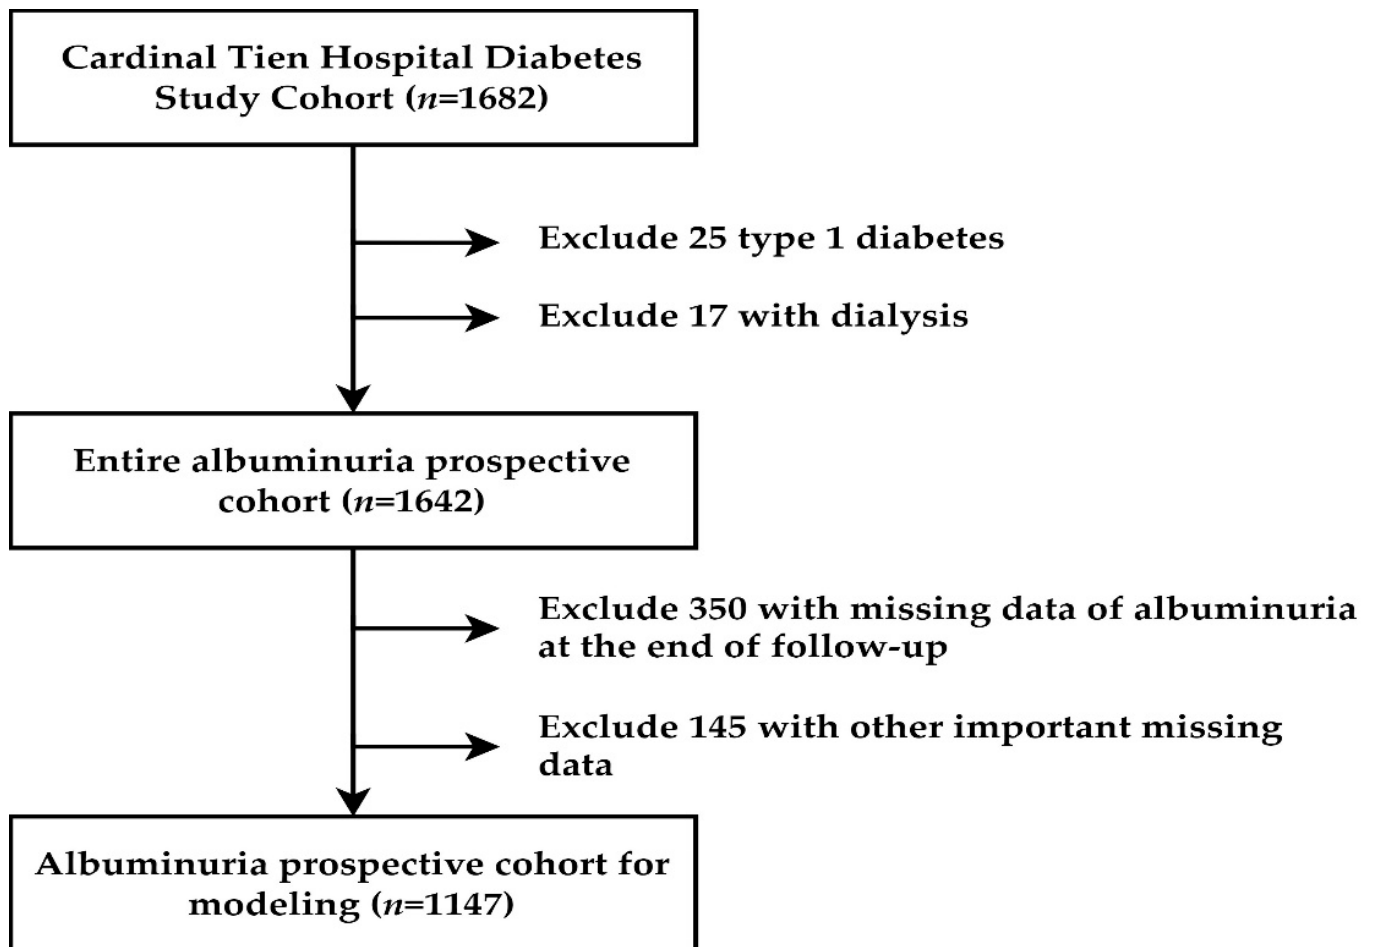 Cardinal Tien Hospital Diabetes
Study Cohort (n=1682)
Exclude 25 type 1 diabetes
Exclude 17 with dialysis
Entire albuminuria prospective
cohort (n=1642)
Exclude 350 with missing data of albuminuria
at the end of follow-up
Exclude 145 with other important missing
data
Albuminuria prospective cohort for
modeling (n=1147)